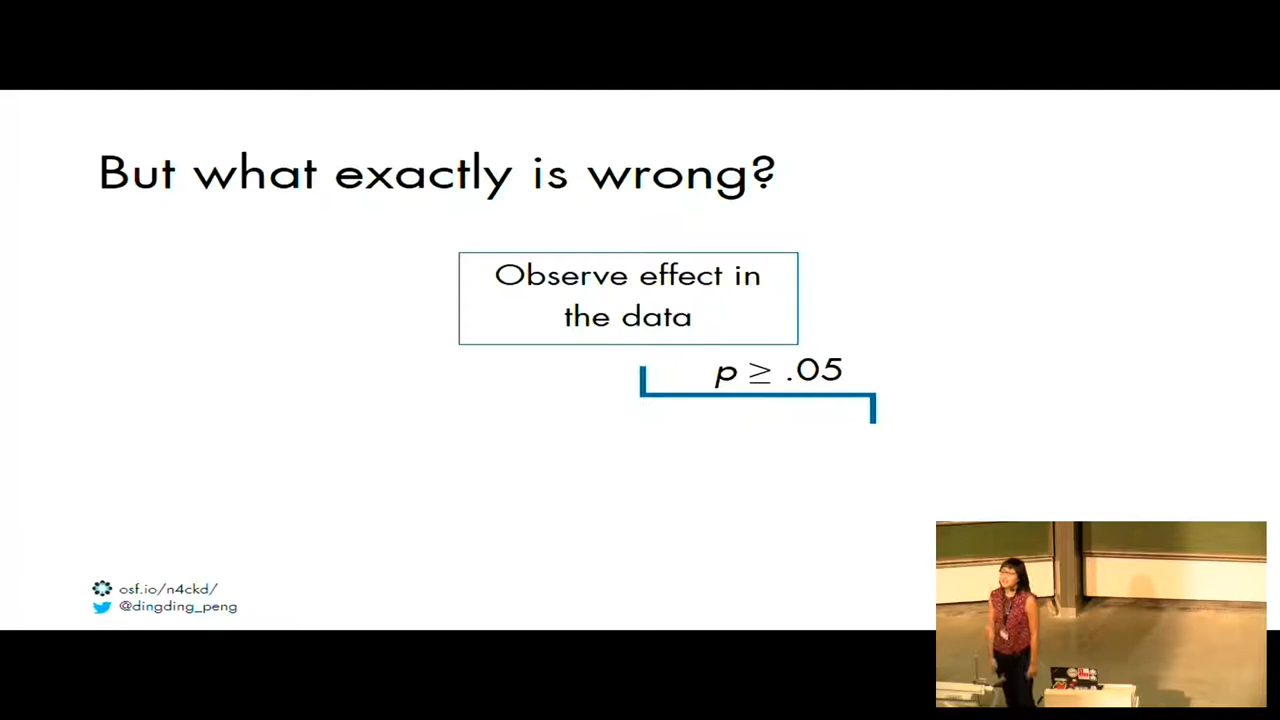 But what exactly is wrong?
Observe effect in
the data
p ≥ .05
osf.io/n4ckd/
@dingding_peng